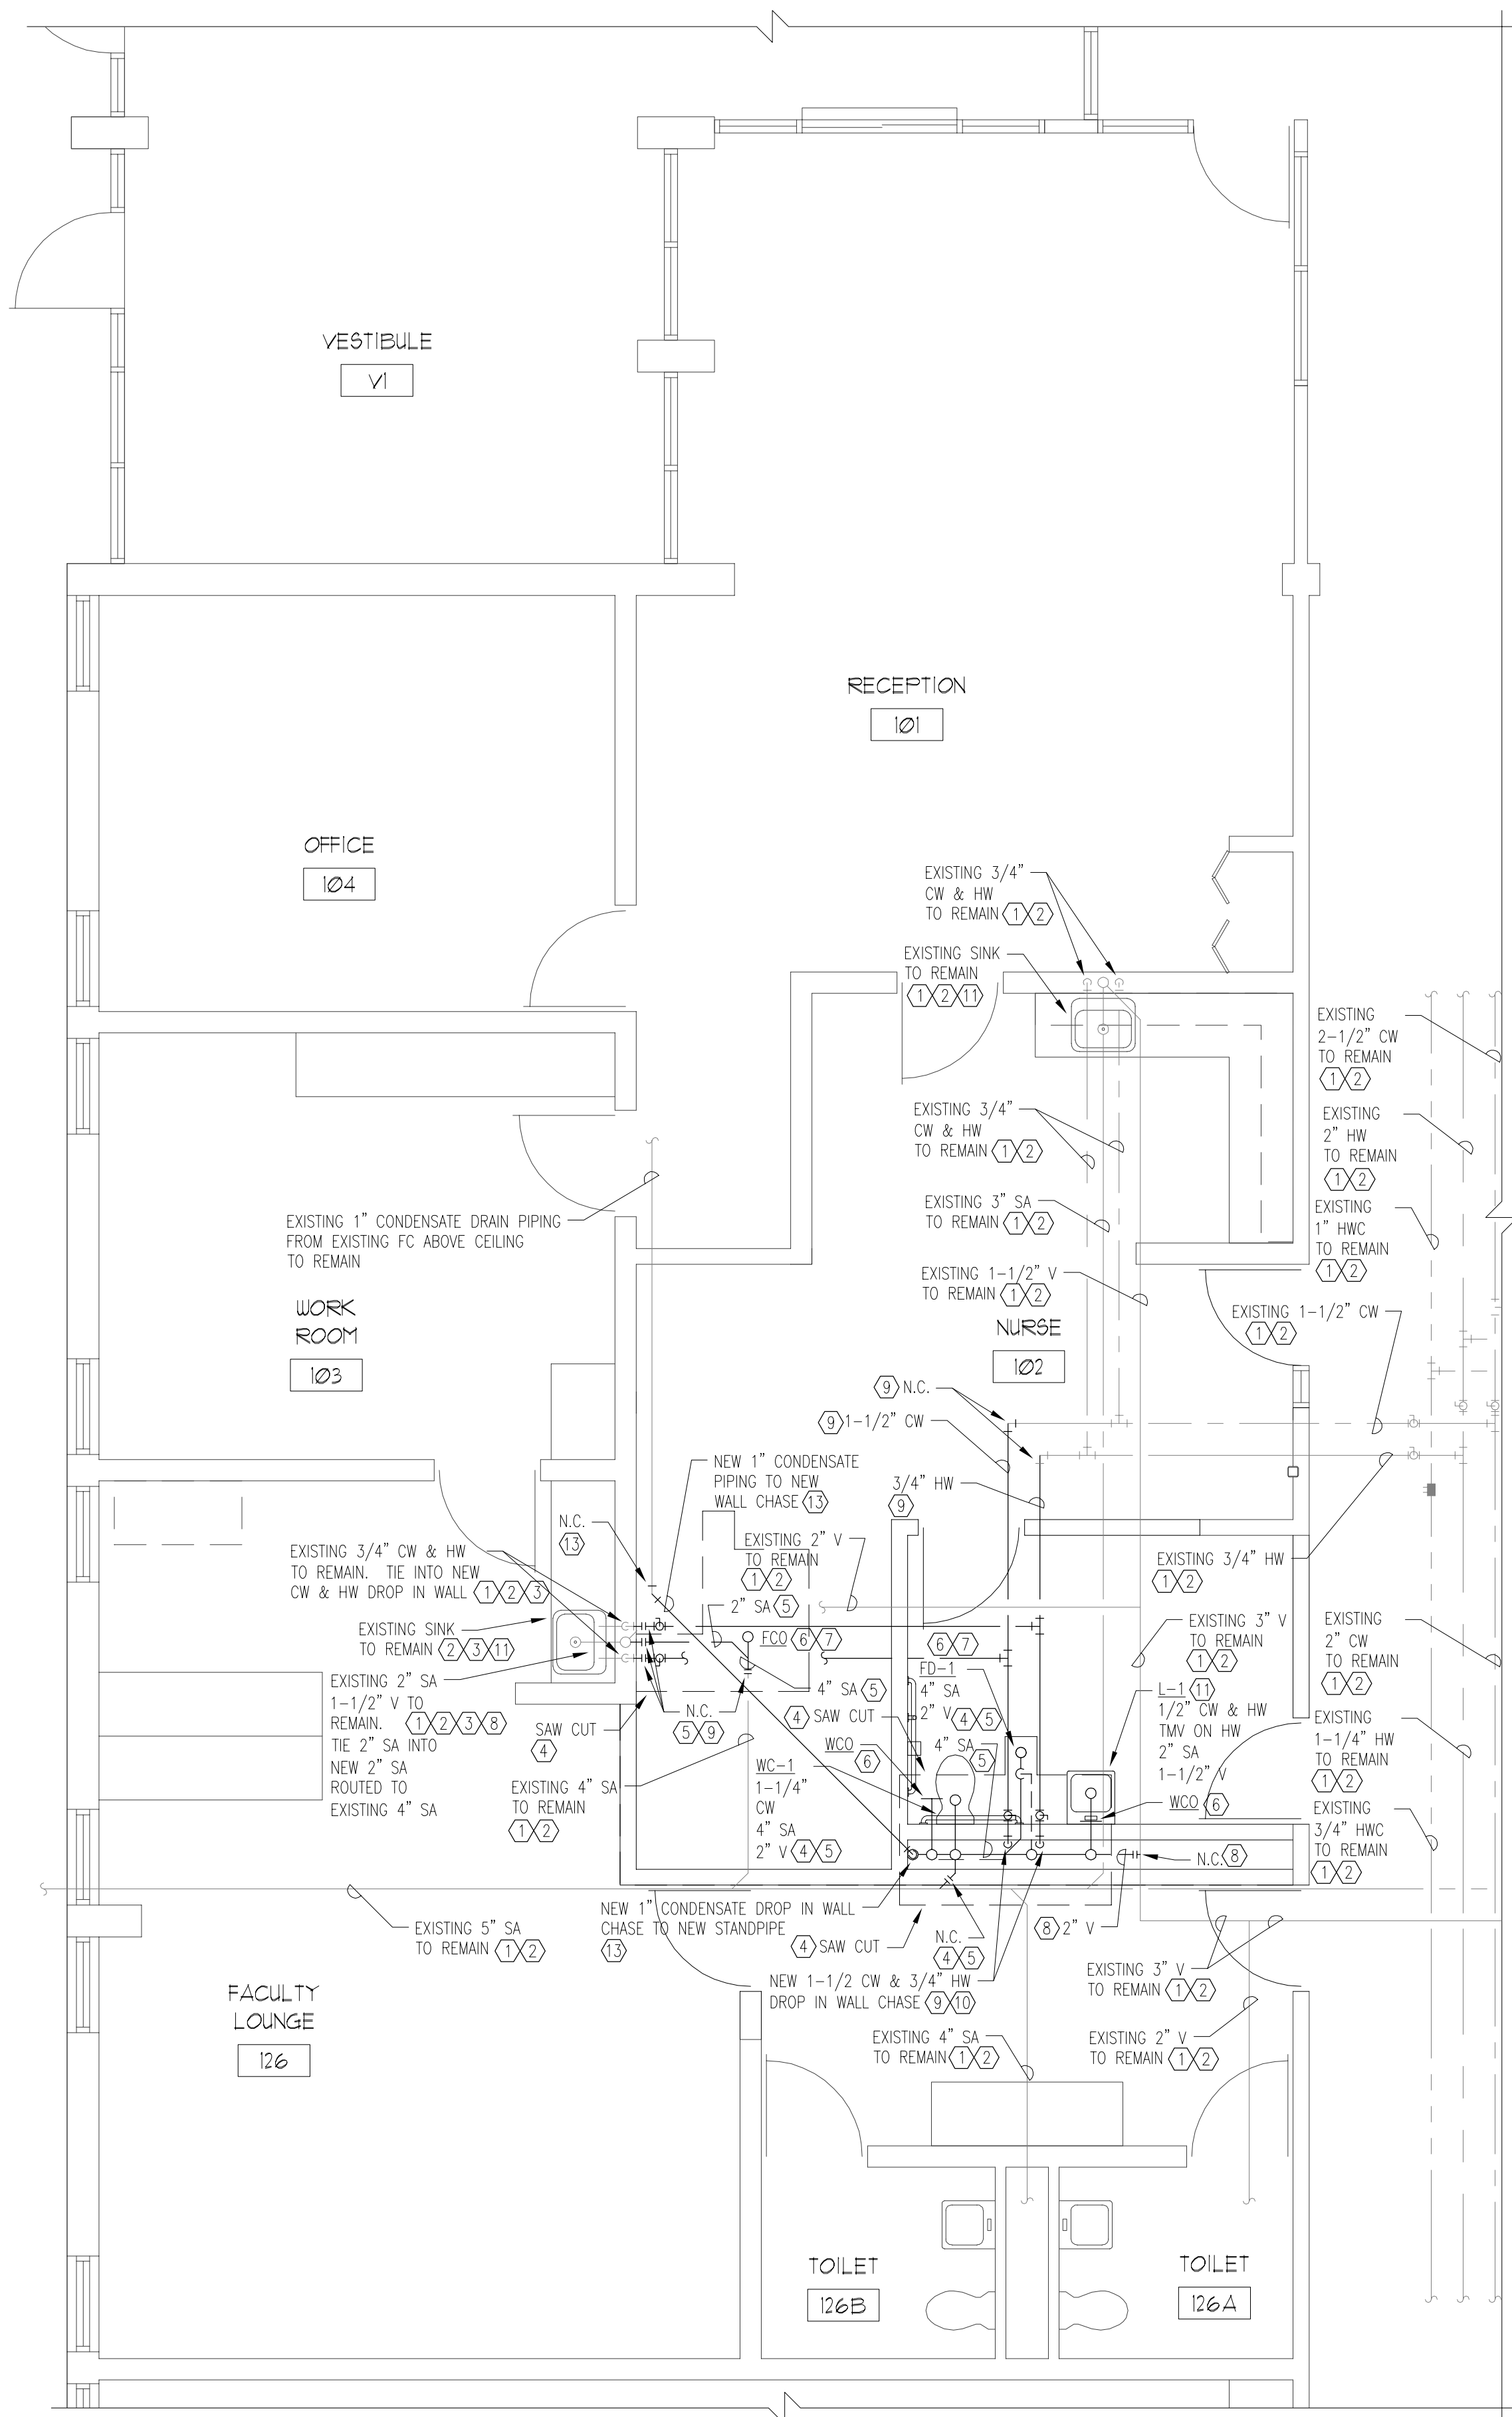 VESTIBULE
V1
RECEPTION
101
OFFICE
104
EXISTING 3/4"
CW & HW
TO REMAIN 1 2
EXISTING SINK
TO REMAIN
1 2 11
EXISTING
2-1/2" CW
TO REMAIN
1 2
EXISTING 3/4"
CW & HW
TO REMAIN 1 2
EXISTING
2" HW
TO REMAIN
1 2
EXISTING 3" SA
TO REMAIN 1 2
EXISTING
1" HWC
TO REMAIN
1 2
EXISTING 1" CONDENSATE DRAIN PIPING
FROM EXISTING FC ABOVE CEILING
TO REMAIN
EXISTING 1-1/2" V
TO REMAIN 1 2
WORK
ROOM
103
NURSE
102
EXISTING 1-1/2" CW
1 2
9 N.C.
9 1-1/2" CW
NEW 1" CONDENSATE
PIPING TO NEW
WALL CHASE 13
3/4" HW
9
N.C.
13
EXISTING 2" V
TO REMAIN
1 2
2" SA 5
EXISTING 3/4" CW & HW
TO REMAIN. TIE INTO NEW
CW & HW DROP IN WALL 1 2 3
EXISTING 3/4" HW
1 2
EXISTING SINK
TO REMAIN 2 3 11
FCO 6 7
6 7
FD-1
4" SA
2" V 4 5
EXISTING 3" V
TO REMAIN
1 2
EXISTING
2" CW
TO REMAIN
1 2
EXISTING 2" SA
1-1/2" V TO
REMAIN. 1 2 3 8
TIE 2" SA INTO
NEW 2" SA
ROUTED TO
EXISTING 4" SA
4" SA 5
L-1 11
1/2" CW & HW
TMV ON HW
2" SA
1-1/2" V
N.C.
5 9
4 SAW CUT
SAW CUT
4
EXISTING
1-1/4" HW
TO REMAIN
1 2
WCO
6
4" SA
5
WC-1
1-1/4"
CW
4" SA
2" V 4 5
EXISTING 4" SA
TO REMAIN
1 2
WCO 6
EXISTING
3/4" HWC
TO REMAIN
1 2
N.C. 8
NEW 1" CONDENSATE DROP IN WALL
CHASE TO NEW STANDPIPE
13
EXISTING 5" SA
TO REMAIN 1 2
4 SAW CUT
N.C.
4 5
8 2" V
NEW 1-1/2 CW & 3/4" HW
DROP IN WALL CHASE 9 10
EXISTING 3" V
TO REMAIN 1 2
FACULTY
LOUNGE
126
EXISTING 4" SA
TO REMAIN 1 2
EXISTING 2" V
TO REMAIN 1 2
TOILET
126B
TOILET
126A